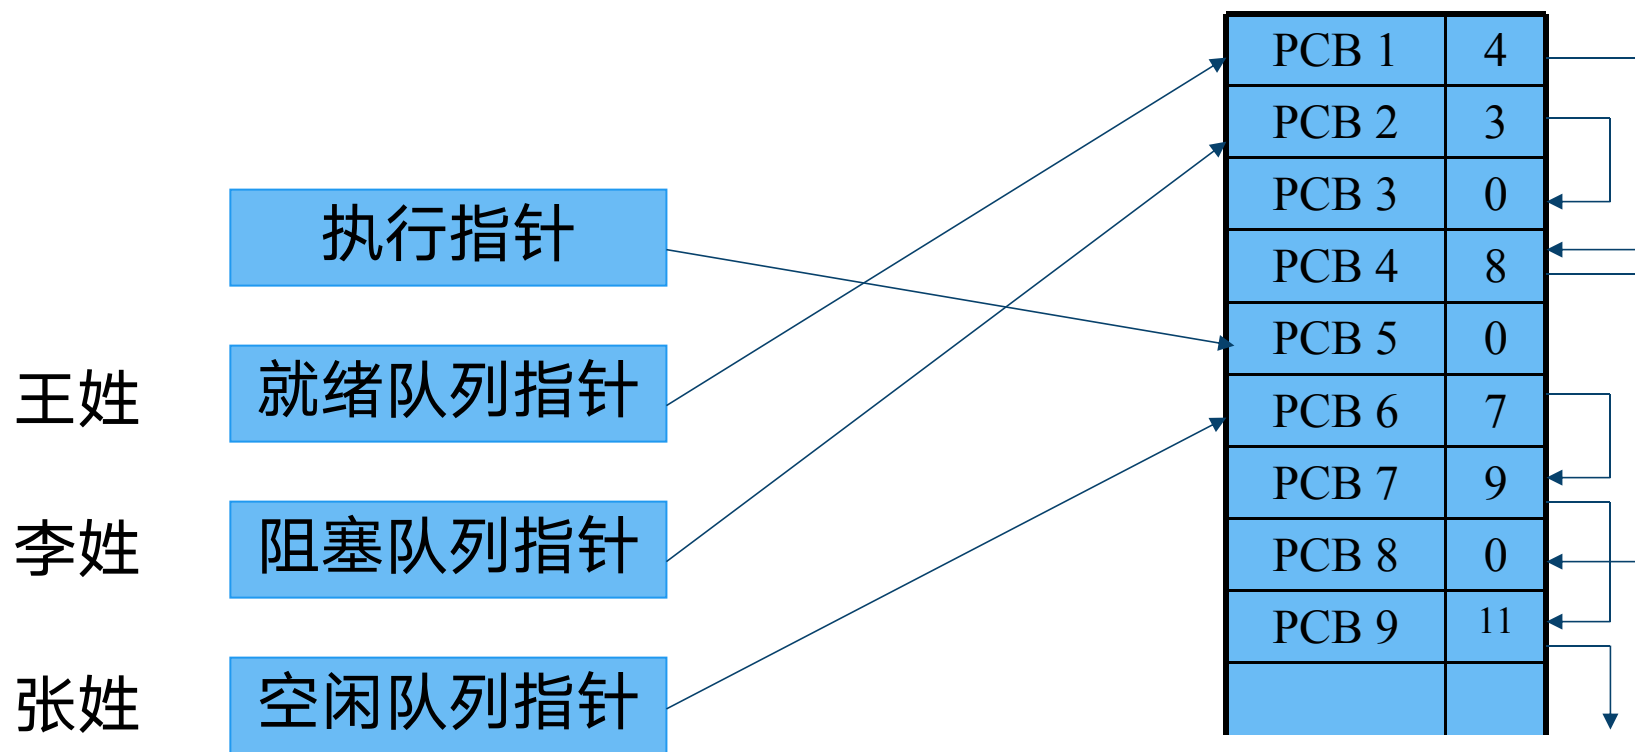 PCB 1 4
PCB 2 3
PCB 3 0
执行指针
PCB 4 8
PCB 5 0
王姓 就绪队列指针
PCB 6 7
PCB 7 9
李姓 阻塞队列指针
PCB 8 0
PCB 9 11
张姓 空闲队列指针